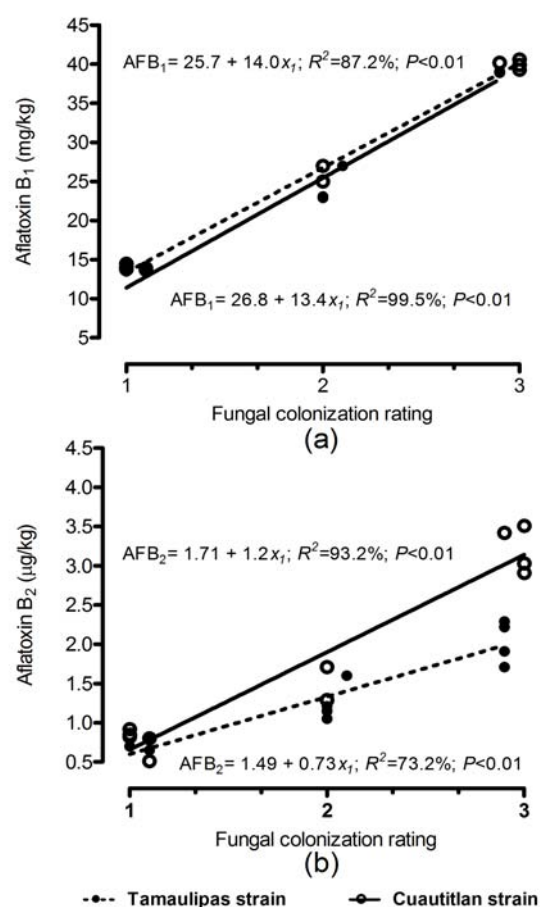 45
40
35
30
25
20
15
10
5
Aflatoxin B₁ (mg/kg)
AFB₁= 25.7 + 14.0x₁; R²=87.2%; P<0.01
AFB₁= 26.8 + 13.4x₁; R²=99.5%; P<0.01
1 2 3
Fungal colonization rating
(a)
4.5
4.0
3.5
3.0
2.5
2.0
1.5
1.0
0.5
Aflatoxin B₂ (µg/kg)
AFB₂= 1.71 + 1.2x₁; R²=93.2%; P<0.01
AFB₂= 1.49 + 0.73x₁; R²=73.2%; P<0.01
1 2 3
Fungal colonization rating
(b)
Tamaulipas strain Cuautitlan strain